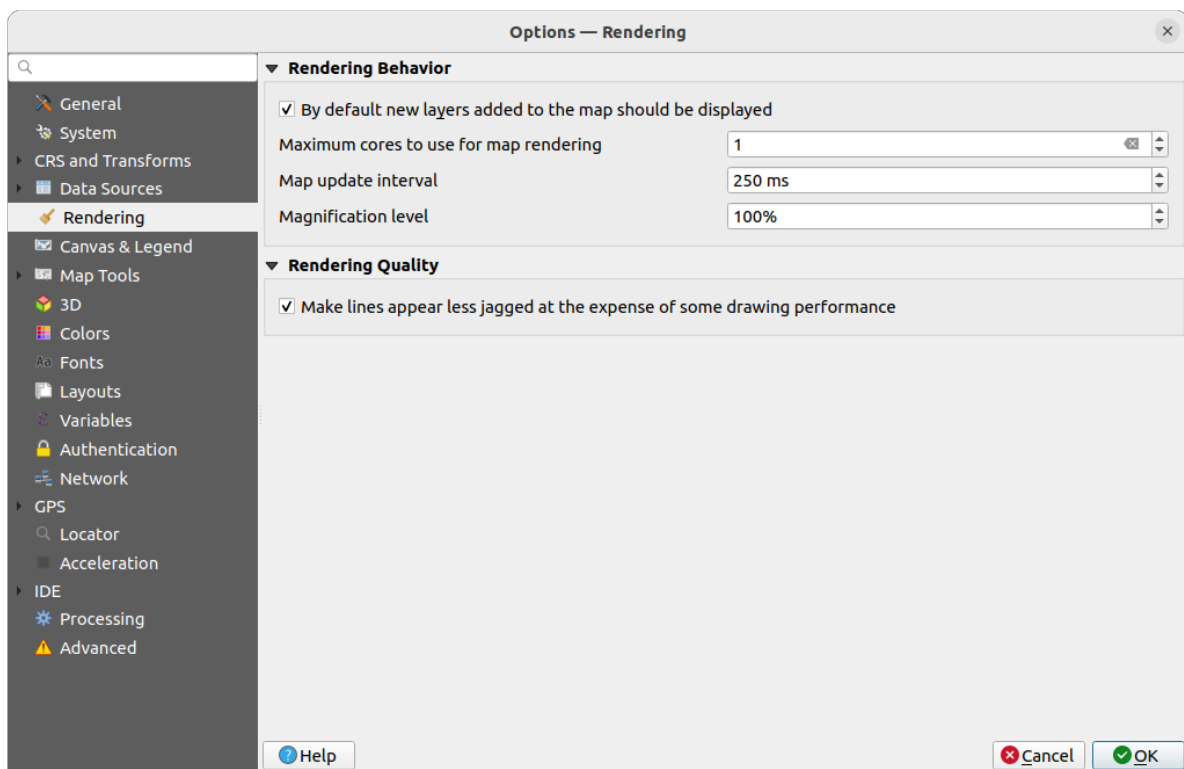 Options — Rendering
Rendering Behavior
General
By default new layers added to the map should be displayed
System
Maximum cores to use for map rendering 1
CRS and Transforms
Data Sources
Map update interval 250 ms
Rendering
Magnification level 100%
Canvas & Legend
Rendering Quality
Map Tools
3D
Make lines appear less jagged at the expense of some drawing performance
Colors
Aa Fonts
Layouts
Variables
Authentication
Network
GPS
Locator
Acceleration
IDE
Processing
Advanced
Help
Cancel
OK